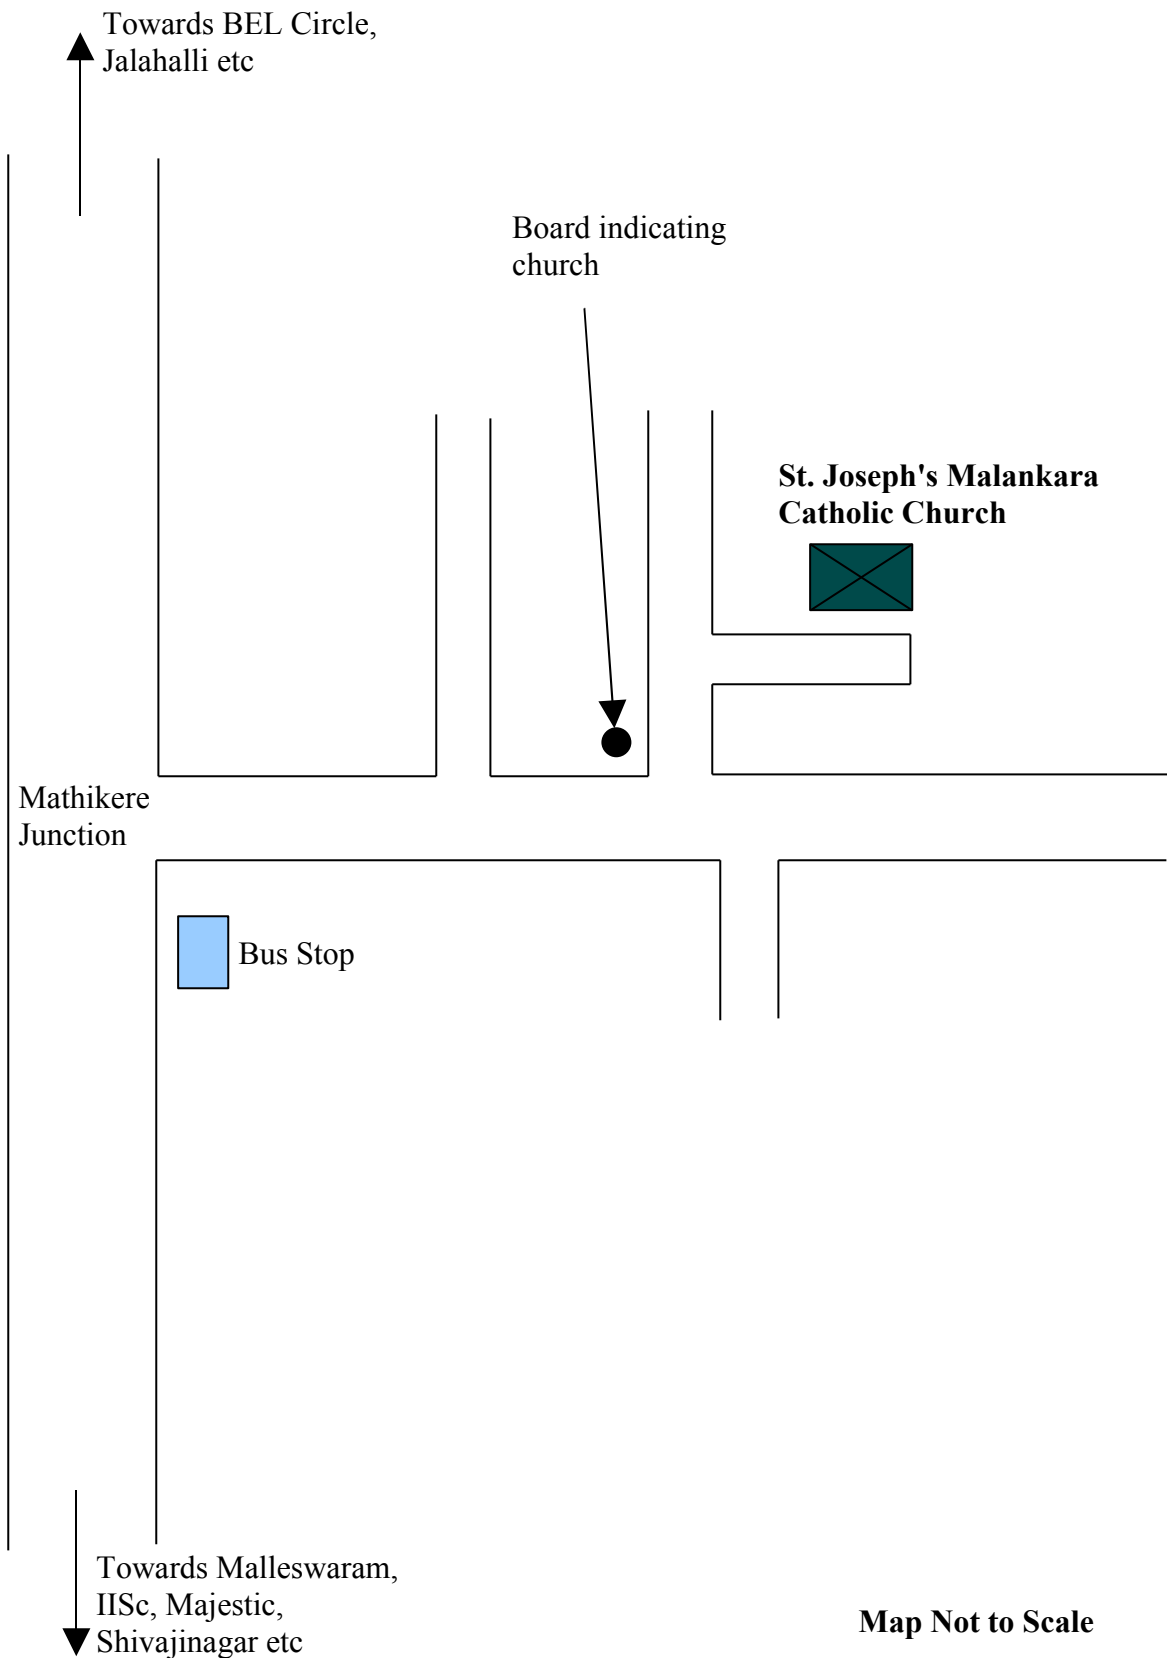 Towards BEL Circle,
Jalahalli etc
Board indicating
church
St. Joseph's Malankara
Catholic Church
Mathikere
Junction
Bus Stop
Towards Malleswaram,
IISc, Majestic,
Shivajinagar etc
Map Not to Scale